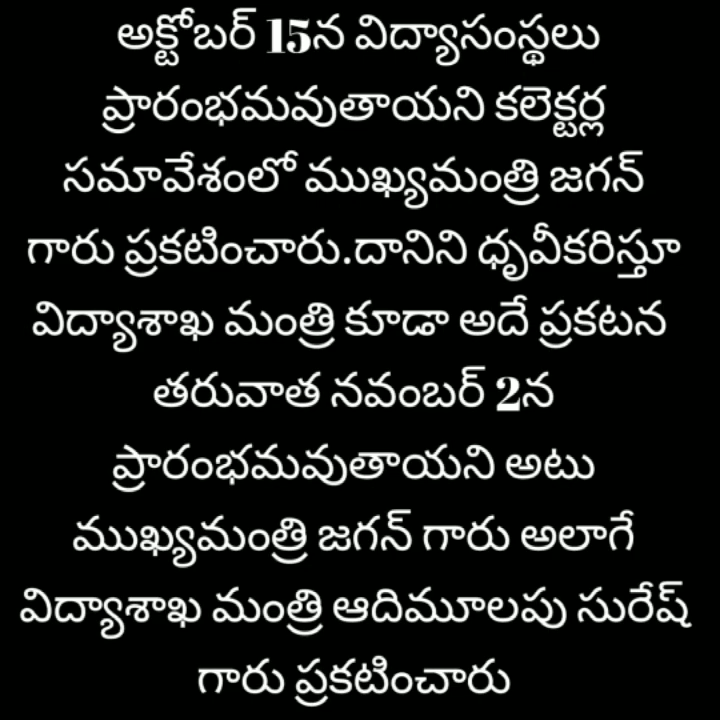 అక్టోబర్ 15న విద్యాసంస్థలు
ప్రారంభమవుతాయని కలెక్టర్ల
సమావేశంలో ముఖ్యమంత్రి జగన్
గారు ప్రకటించారు.దానిని ధృవీకరిస్తూ
విద్యాశాఖ మంత్రి కూడా అదే ప్రకటన
తరువాత నవంబర్ 2న
ప్రారంభమవుతాయని అటు
ముఖ్యమంత్రి జగన్ గారు అలాగే
విద్యాశాఖ మంత్రి ఆదిమూలపు సురేష్
గారు ప్రకటించారు